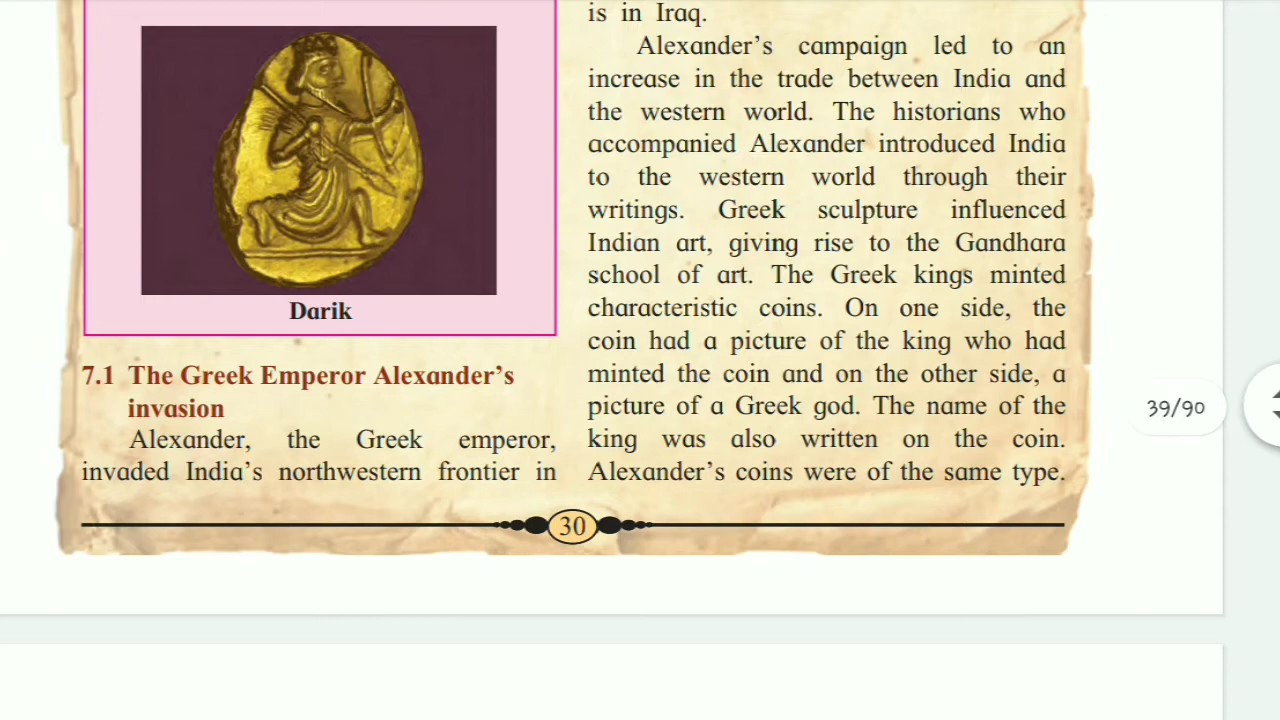 Darik
7.1 The Greek Emperor Alexander's
invasion
Alexander, the Greek emperor,
invaded India's northwestern frontier in
is in Iraq.
Alexander's campaign led to an
increase in the trade between India and
the western world. The historians who
accompanied Alexander introduced India
to the western world through their
writings. Greek sculpture influenced
Indian art, giving rise to the Gandhara
school of art. The Greek kings minted
characteristic coins. On one side, the
coin had a picture of the king who had
minted the coin and on the other side, a
picture of a Greek god. The name of the
king was also written on the coin.
Alexander's coins were of the same type.
30
39/90